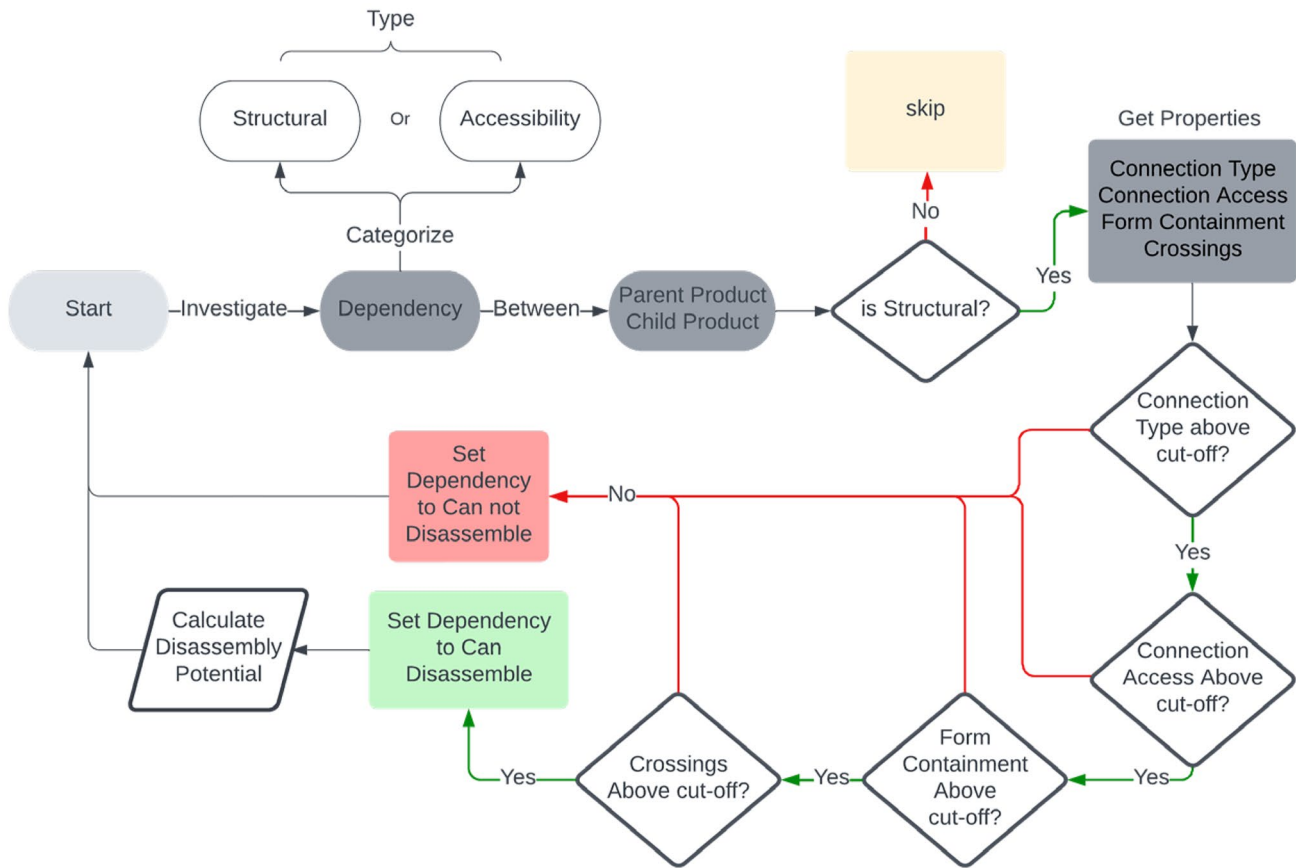 Type
Structural
Or
Accessibility
Categorize
Start
Investigate
Dependency
Between
Parent Product
Child Product
is Structural?
No
skip
Yes
Get Properties
Connection Type
Connection Access
Form Containment
Crossings
Connection
Type above
cut-off?
Yes
Connection
Access Above
cut-off?
Yes
Form
Containment
Above
cut-off?
Yes
Crossings
Above cut-off?
Yes
No
Set
Dependency
to Can not
Disassemble
Set Dependency
to Can
Disassemble
Calculate
Disassembly
Potential